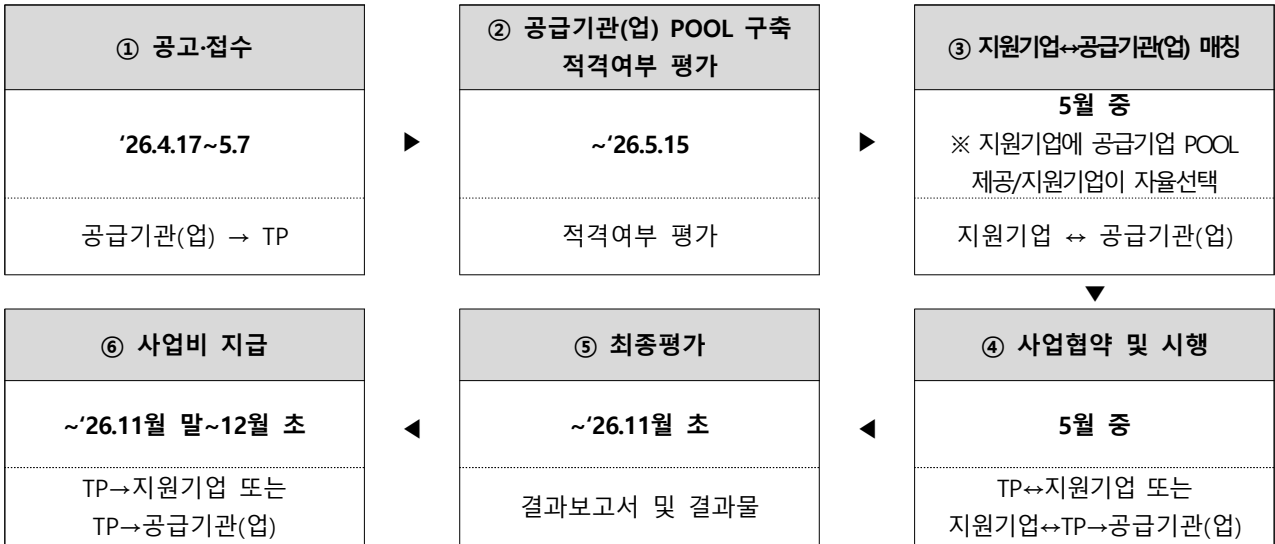 ① 공고·접수
‘26.4.17~5.7
공급기관(업) → TP
▶
② 공급기관(업) POOL 구축
적격여부 평가
~‘26.5.15
적격여부 평가
▶
③ 지원기업↔공급기관(업) 매칭
5월 중
※ 지원기업에 공급기업 POOL
제공/지원기업이 자율선택
지원기업 ↔ 공급기관(업)
▼
④ 사업협약 및 시행
5월 중
TP↔지원기업 또는
지원기업↔TP→공급기관(업)
◀
⑤ 최종평가
~‘26.11월 초
결과보고서 및 결과물
◀
⑥ 사업비 지급
~‘26.11월 말~12월 초
TP→지원기업 또는
TP→공급기관(업)